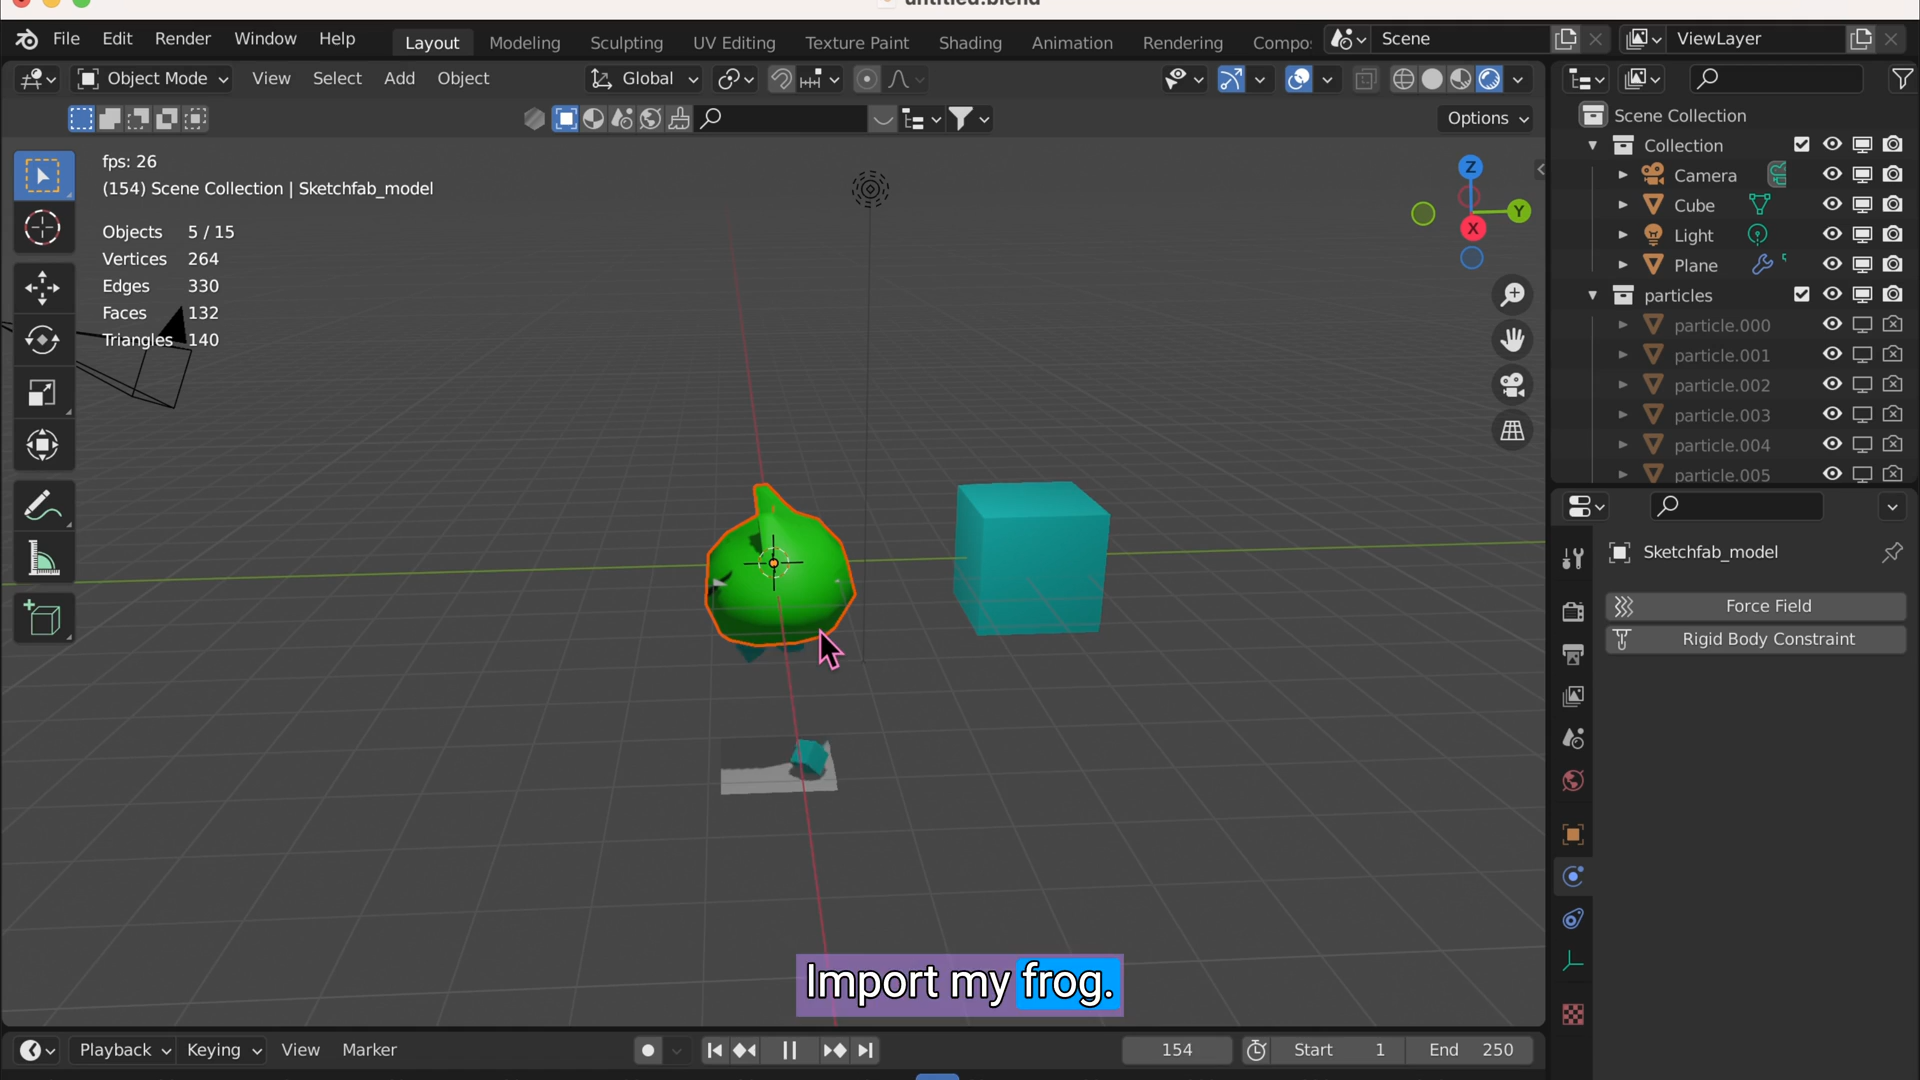 untitled.blend
File Edit Render Window Help Layout Modeling Sculpting UV Editing Texture Paint Shading Animation Rendering Compo: Scene ViewLayer
Object Mode View Select Add Object Global
Options
fps: 26
(154) Scene Collection | Sketchfab_model
Objects 5 / 15
Vertices 264
Edges 330
Faces 132
Triangles 140
Z
Y
X
Scene Collection
Collection
Camera
Cube
Light
Plane
particles
particle.000
particle.001
particle.002
particle.003
particle.004
particle.005
Sketchfab_model
Force Field
Rigid Body Constraint
Import my frog.
Playback Keying View Marker 154 Start 1 End 250